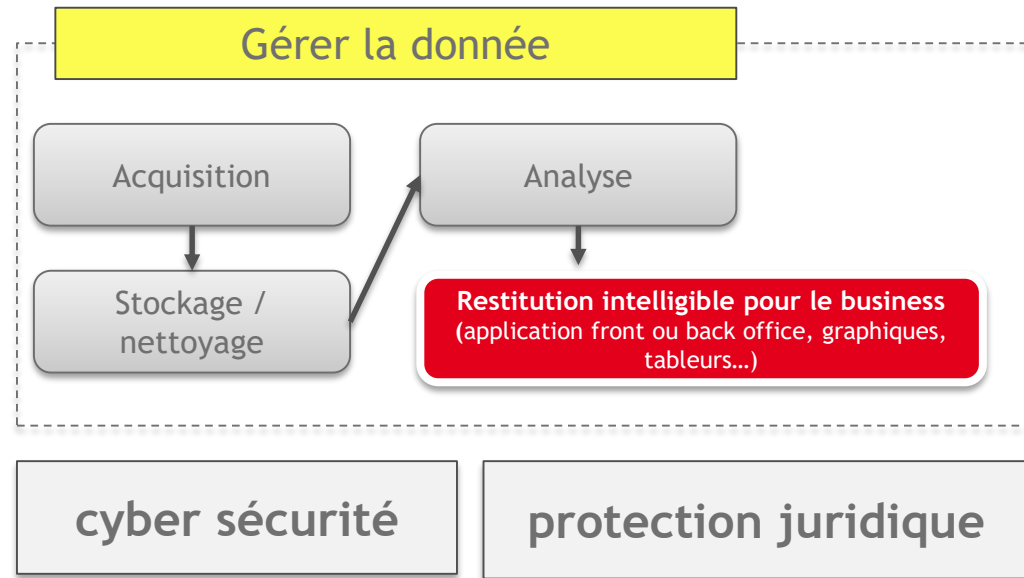 Gérer la donnée
Acquisition
Analyse
Stockage /
nettoyage
Restitution intelligible pour le business
(application front ou back office, graphiques,
tableurs…)
cyber sécurité
protection juridique